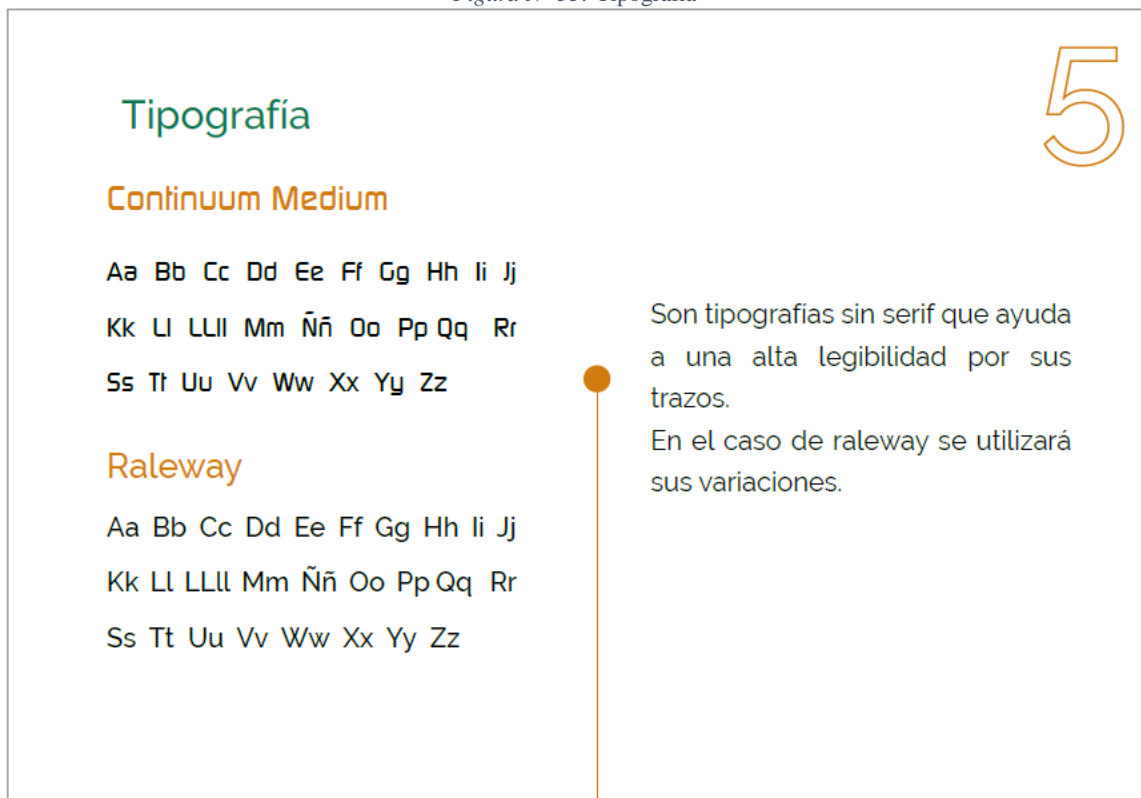 Tipografía
5
Continuum Medium
Aa Bb Cc Dd Ee Ff Gg Hh Ii Jj
Kk Ll LLll Mm Ññ Oo Pp Qq Rr
Ss Tt Uu Vv Ww Xx Yy Zz
Raleway
Aa Bb Cc Dd Ee Ff Gg Hh Ii Jj
Kk Ll LLll Mm Ññ Oo Pp Qq Rr
Ss Tt Uu Vv Ww Xx Yy Zz
Son tipografías sin serif que ayuda
a una alta legibilidad por sus
trazos.
En el caso de raleway se utilizará
sus variaciones.